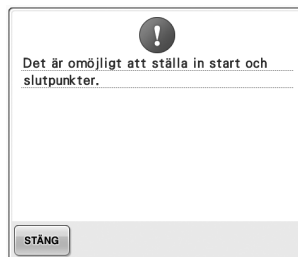 Det är omöjligt att ställa in start och
slutpunkter.
STÄNG